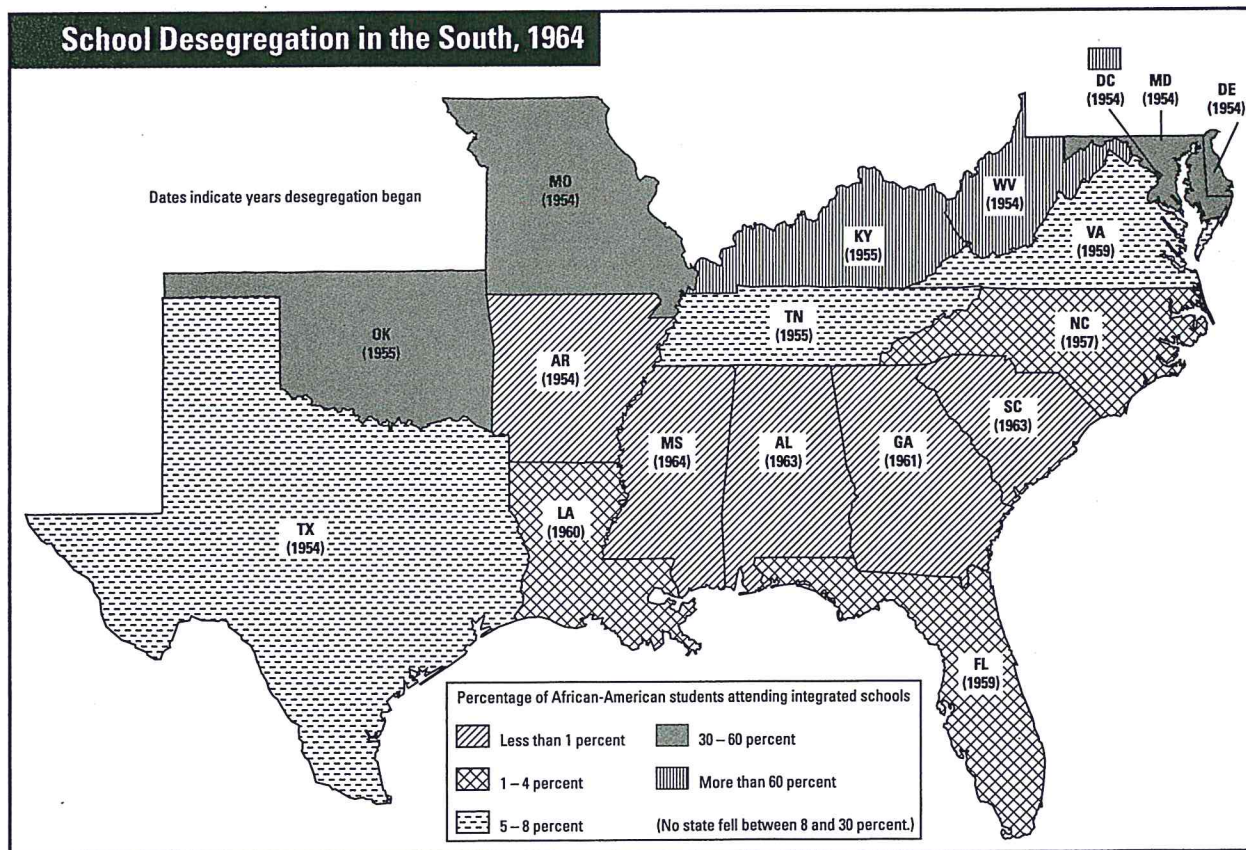 School Desegregation in the South, 1964
Dates indicate years desegregation began
DC
(1954)
MD
(1954)
DE
(1954)
MO
(1954)
WV
(1954)
KY
(1955)
VA
(1959)
OK
(1955)
TN
(1955)
NC
(1957)
AR
(1954)
SC
(1963)
MS
(1964)
AL
(1963)
GA
(1961)
LA
(1960)
TX
(1954)
FL
(1959)
Percentage of African-American students attending integrated schools
Less than 1 percent
30 – 60 percent
1 – 4 percent
More than 60 percent
5 – 8 percent
(No state fell between 8 and 30 percent.)